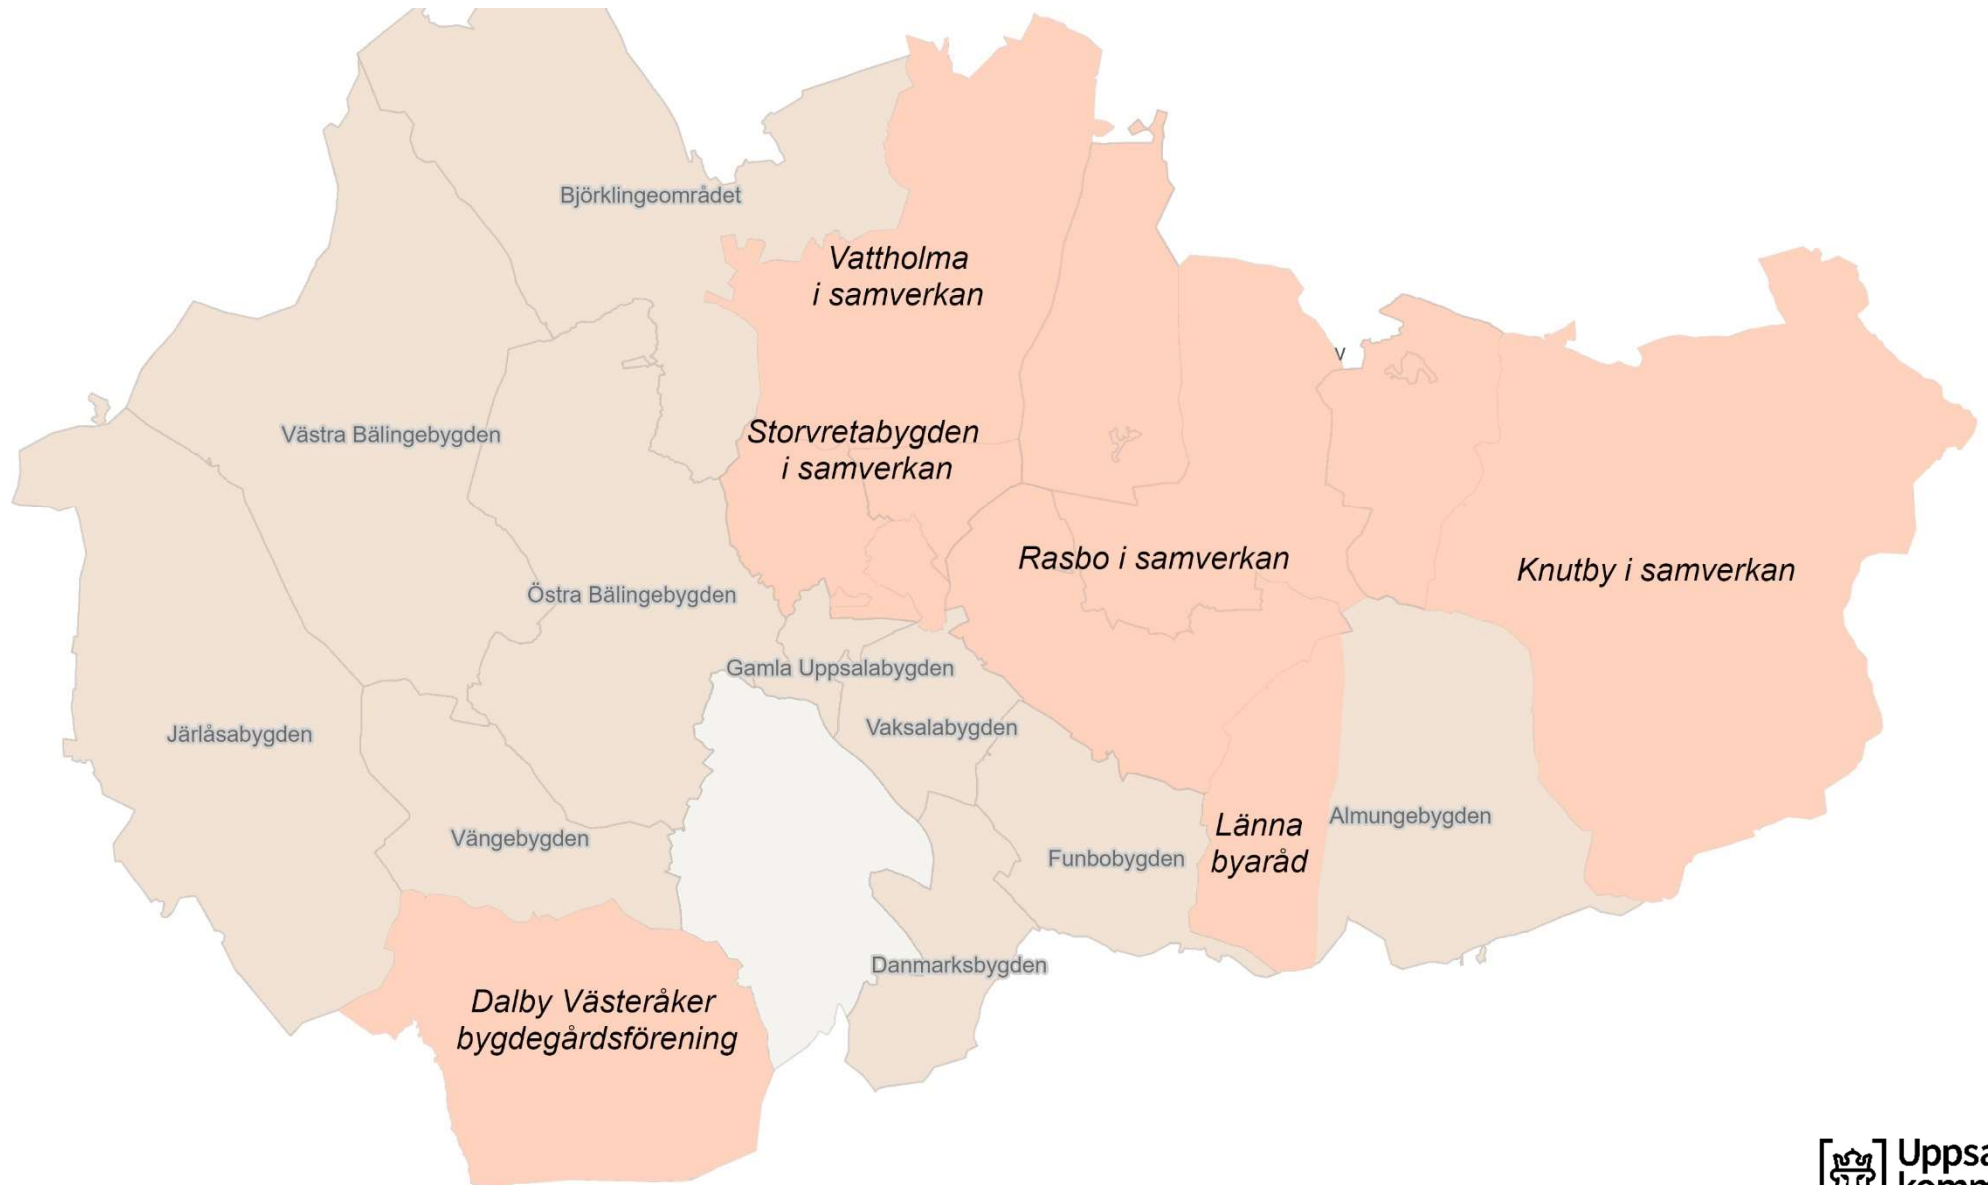 Björklingeområdet
Vattholma
i samverkan
v
Västra Bälingebygden
Storvretabygden
i samverkan
Rasbo i samverkan
Knutby i samverkan
Östra Bälingebygden
Gamla Uppsalabygden
Järlåsabygden
Vaksalabygden
Vängebygden
Funbobygden
Länna
byaråd
Almungebygden
Danmarksbygden
Dalby Västeråker
bygdegårdsförening